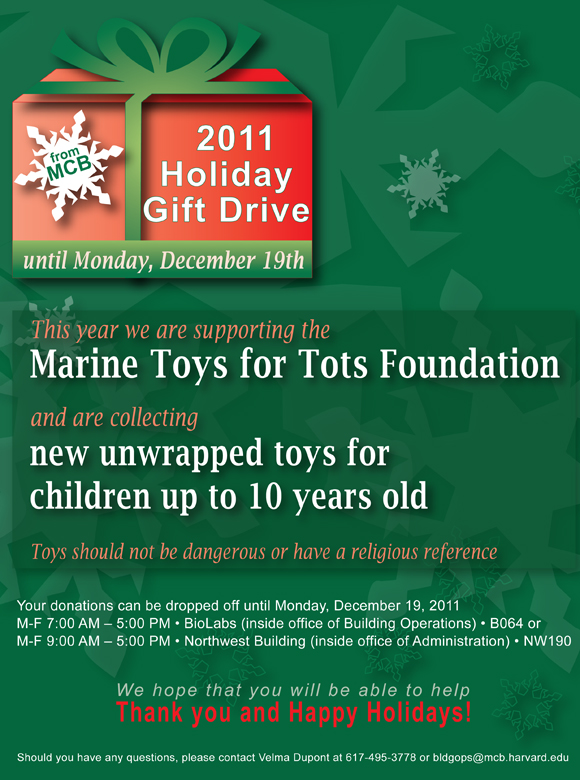 from
MCB
2011
Holiday
Gift Drive
until Monday, December 19th
This year we are supporting the
Marine Toys for Tots Foundation
and are collecting
new unwrapped toys for
children up to 10 years old
Toys should not be dangerous or have a religious reference
Your donations can be dropped off until Monday, December 19, 2011
M-F 7:00 AM – 5:00 PM • BioLabs (inside office of Building Operations) • B064 or
M-F 9:00 AM – 5:00 PM • Northwest Building (inside office of Administration) • NW190
We hope that you will be able to help
Thank you and Happy Holidays!
Should you have any questions, please contact Velma Dupont at 617-495-3778 or bldgops@mcb.harvard.edu